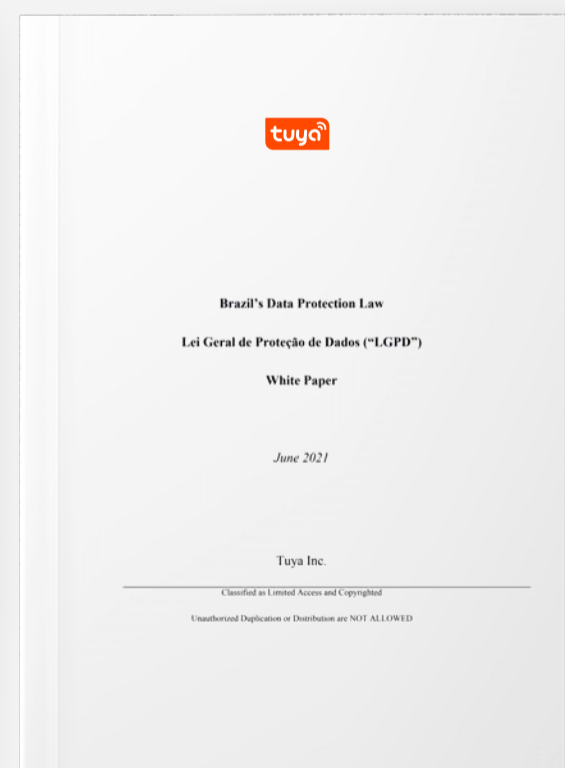 tuya
Brazil's Data Protection Law
Lei Geral de Proteção de Dados (“LGPD”)
White Paper
June 2021
Tuya Inc.
Classified as Limited Access and Copyrighted
Unauthorized Duplication or Distribution are NOT ALLOWED